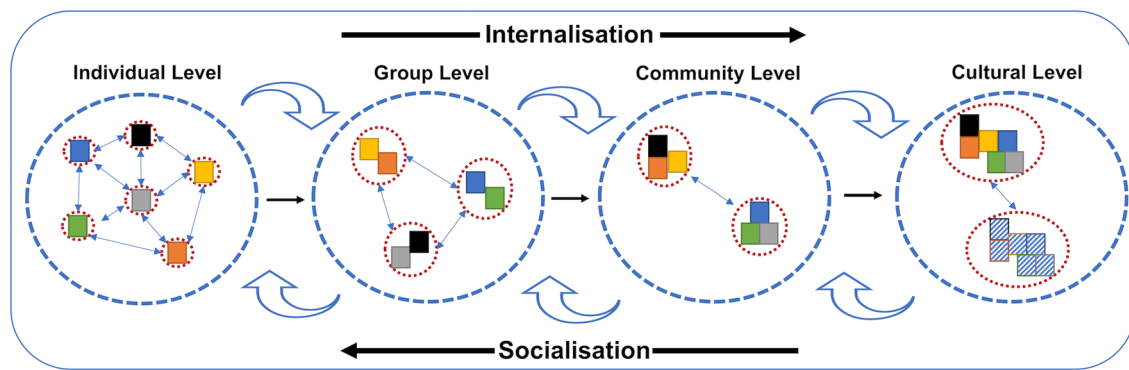 Internalisation
Individual Level
Group Level
Community Level
Cultural Level
Socialisation